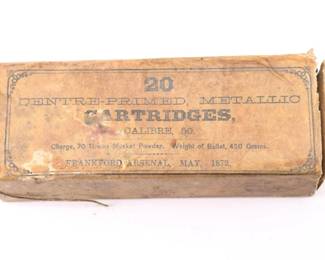 20
CENTRE-PRIMED, METALLIC
CARTRIDGES,
CALIBRE, 50.
Charge, 70 Grains Musket Powder. Weight of Bullet, 450 Grains.
FRANKFORD ARSENAL, MAY, 1872.